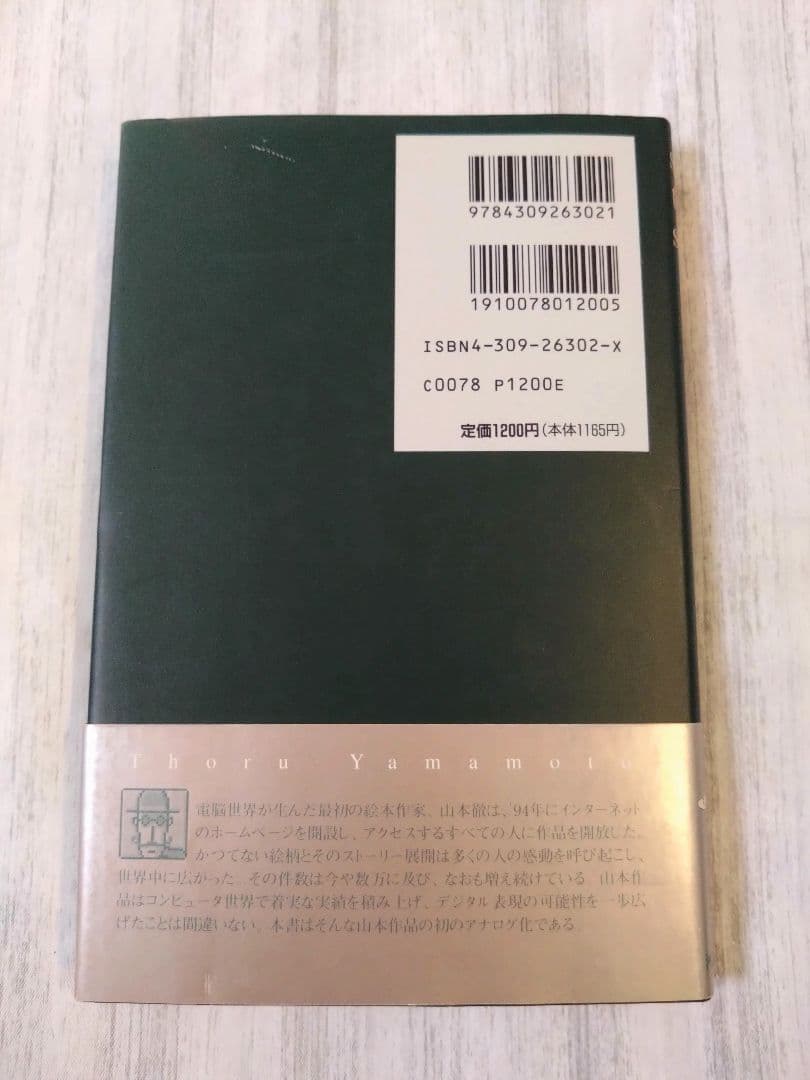 9784309263021
1910078012005
ISBN4-309-26302-X
C0078 P1200E
定価1200円(本体1165円)
Thoru Yamamoto
電脳世界が生んだ最初の絵本作家、山本徹は、'94年にインターネット
のホームページを開設し、アクセスするすべての人に作品を開放した。
かつてない絵柄とそのストーリー展開は多くの人の感動を呼び起こし、
世界中に広がった。その件数は今や数万に及び、なおも増え続けている。山本作
品はコンピュータ世界で着実な実績を積み上げ、デジタル表現の可能性を一歩広
げたことは間違いない。本書はそんな山本作品の初のアナログ化である。